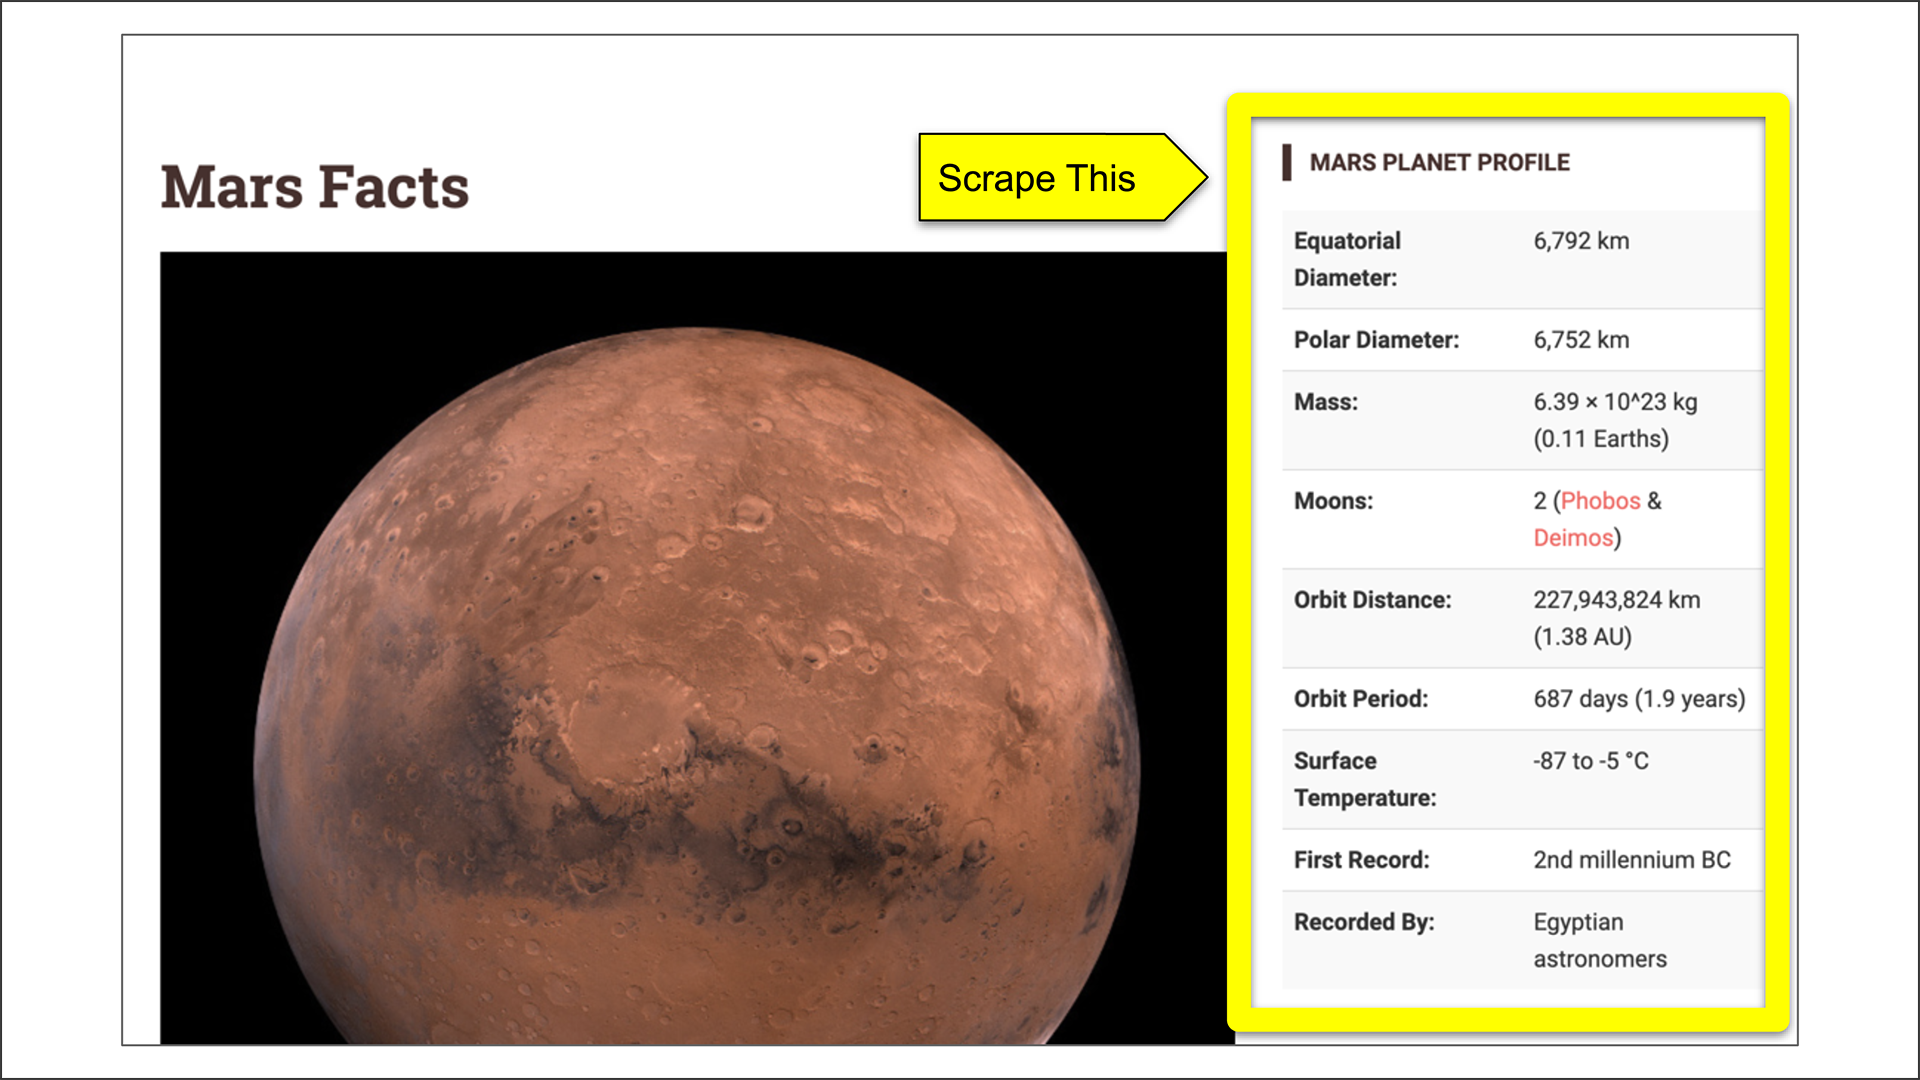 Mars Facts
Scrape This
MARS PLANET PROFILE
Equatorial 6,792 km
Diameter:
Polar Diameter: 6,752 km
Mass: 6.39 × 10^23 kg
(0.11 Earths)
Moons: 2 (Phobos &
Deimos)
Orbit Distance: 227,943,824 km
(1.38 AU)
Orbit Period: 687 days (1.9 years)
Surface -87 to -5 °C
Temperature:
First Record: 2nd millennium BC
Recorded By: Egyptian
astronomers